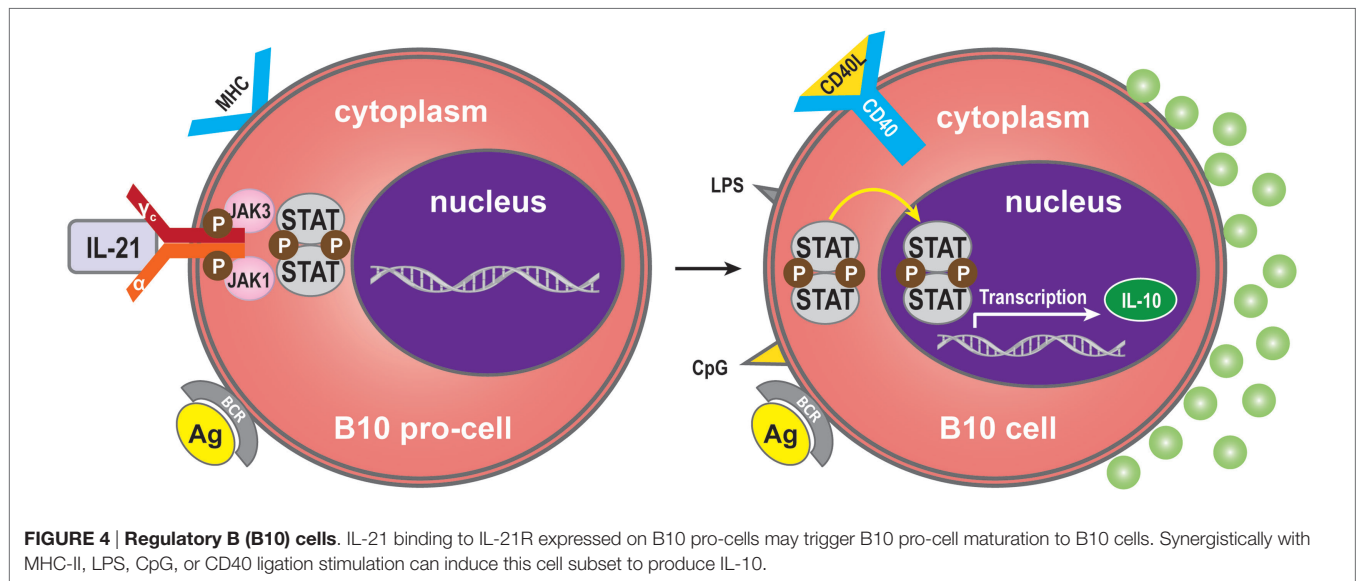 MHC
cytoplasm
nucleus
γc
JAK3
P
STAT
IL-21
P P
P
STAT
α
JAK1
BCR
Ag
B10 pro-cell
CD40L
CD40
cytoplasm
LPS
nucleus
STAT
STAT
P P
P P
STAT
STAT
Transcription
IL-10
CpG
BCR
Ag
B10 cell
FIGURE 4 | Regulatory B (B10) cells. IL-21 binding to IL-21R expressed on B10 pro-cells may trigger B10 pro-cell maturation to B10 cells. Synergistically with
MHC-II, LPS, CpG, or CD40 ligation stimulation can induce this cell subset to produce IL-10.